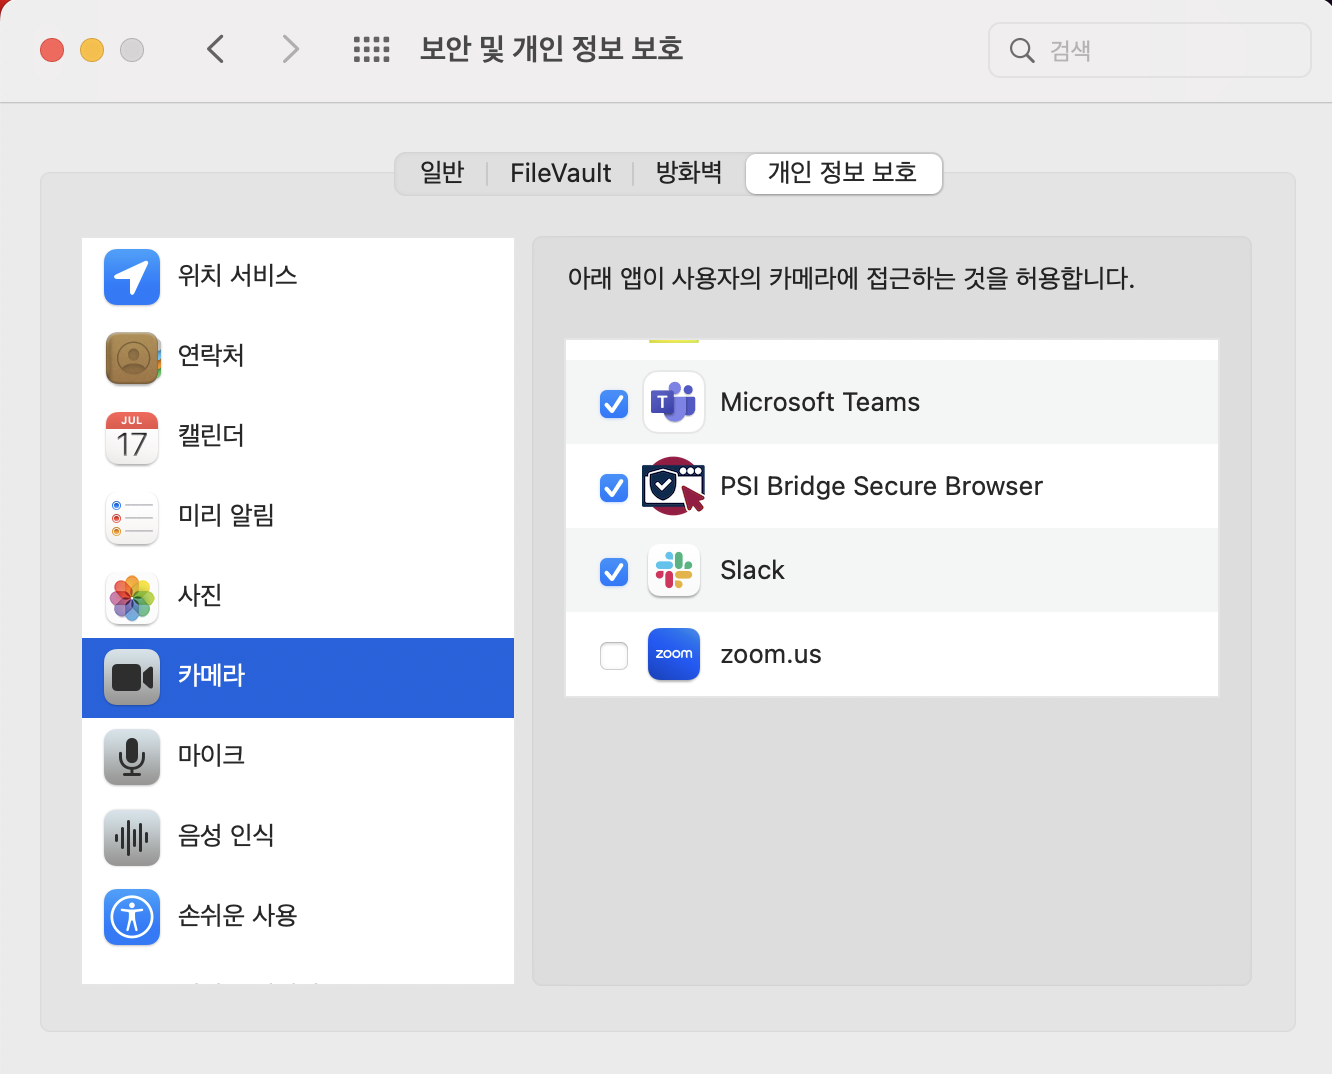 보안 및 개인 정보 보호
검색
일반
FileVault
방화벽
개인 정보 보호
위치 서비스
연락처
JUL
17
캘린더
미리 알림
사진
카메라
마이크
음성 인식
손쉬운 사용
아래 앱이 사용자의 카메라에 접근하는 것을 허용합니다.
T
Microsoft Teams
PSI Bridge Secure Browser
Slack
zoom
zoom.us